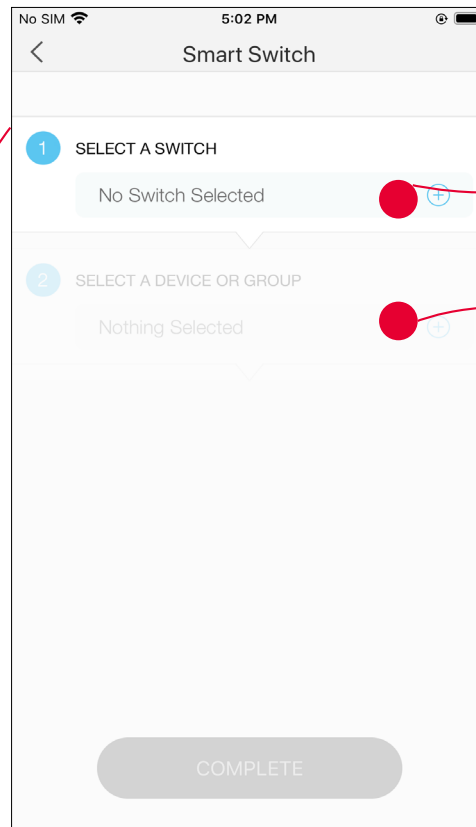 No SIM 5:02 PM
Smart Switch
1 SELECT A SWITCH
No Switch Selected
2 SELECT A DEVICE OR GROUP
Nothing Selected
COMPLETE